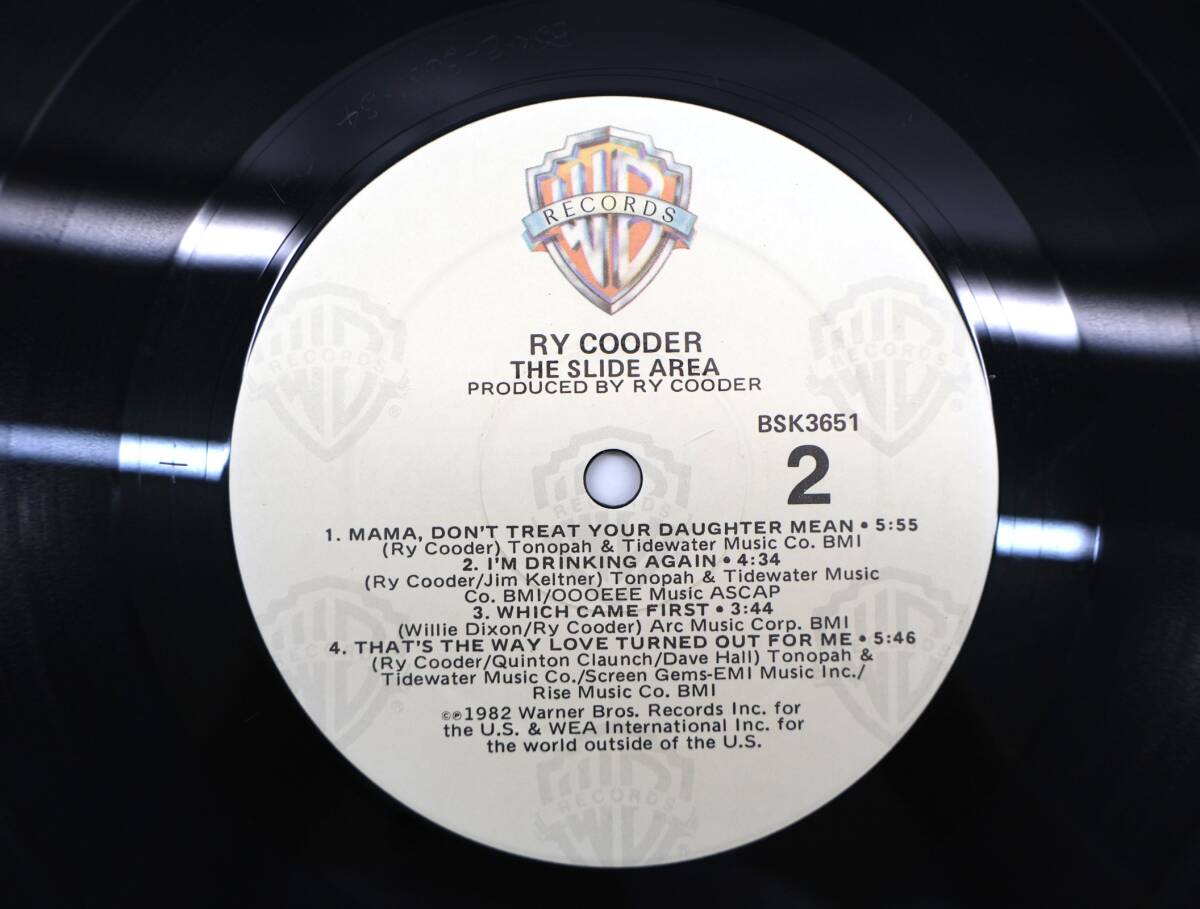 WB
RECORDS
RY COODER
THE SLIDE AREA
PRODUCED BY RY COODER
BSK3651
2
1. MAMA, DON'T TREAT YOUR DAUGHTER MEAN • 5:55
(Ry Cooder) Tonopah & Tidewater Music Co. BMI
2. I'M DRINKING AGAIN • 4:34
(Ry Cooder/Jim Keltner) Tonopah & Tidewater Music
Co. BMI/OOOEEE Music ASCAP
3. WHICH CAME FIRST • 3:44
(Willie Dixon/Ry Cooder) Arc Music Corp. BMI
4. THAT'S THE WAY LOVE TURNED OUT FOR ME • 5:46
(Ry Cooder/Quinton Claunch/Dave Hall) Tonopah &
Tidewater Music Co./Screen Gems-EMI Music Inc./
Rise Music Co. BMI
©℗1982 Warner Bros. Records Inc. for
the U.S. & WEA International Inc. for
the world outside of the U.S.